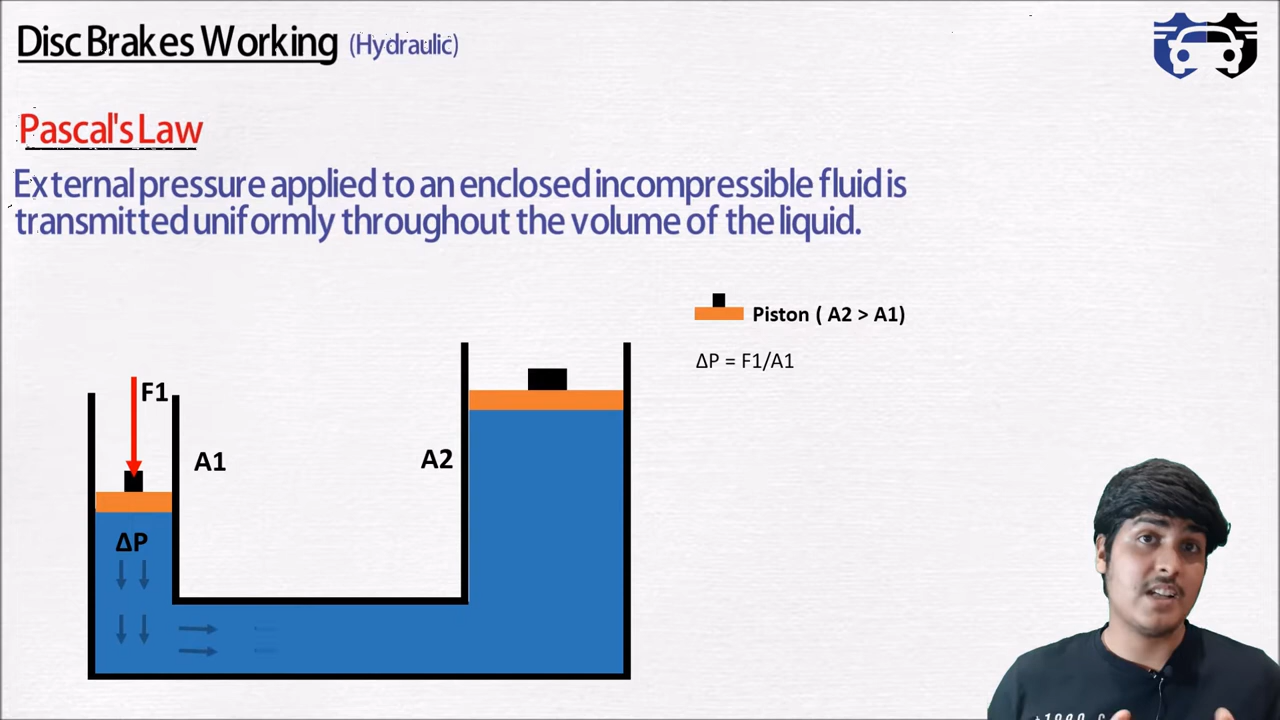 Disc Brakes Working (Hydraulic)
Pascal's Law
External pressure applied to an enclosed incompressible fluid is
transmitted uniformly throughout the volume of the liquid.
Piston ( A2 > A1)
ΔP = F1/A1
F1
A1
A2
ΔP